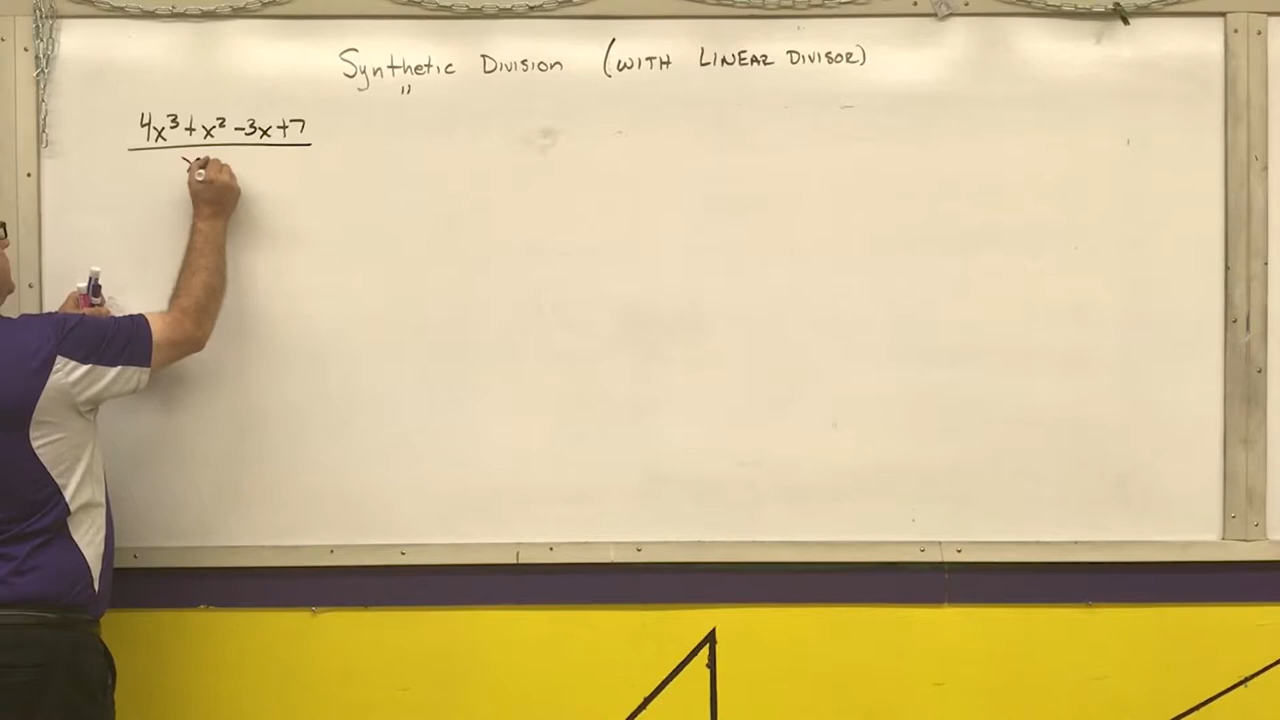 Synthetic Division (WITH LINEAR DIVISOR)
4x³ + x² - 3x + 7
x